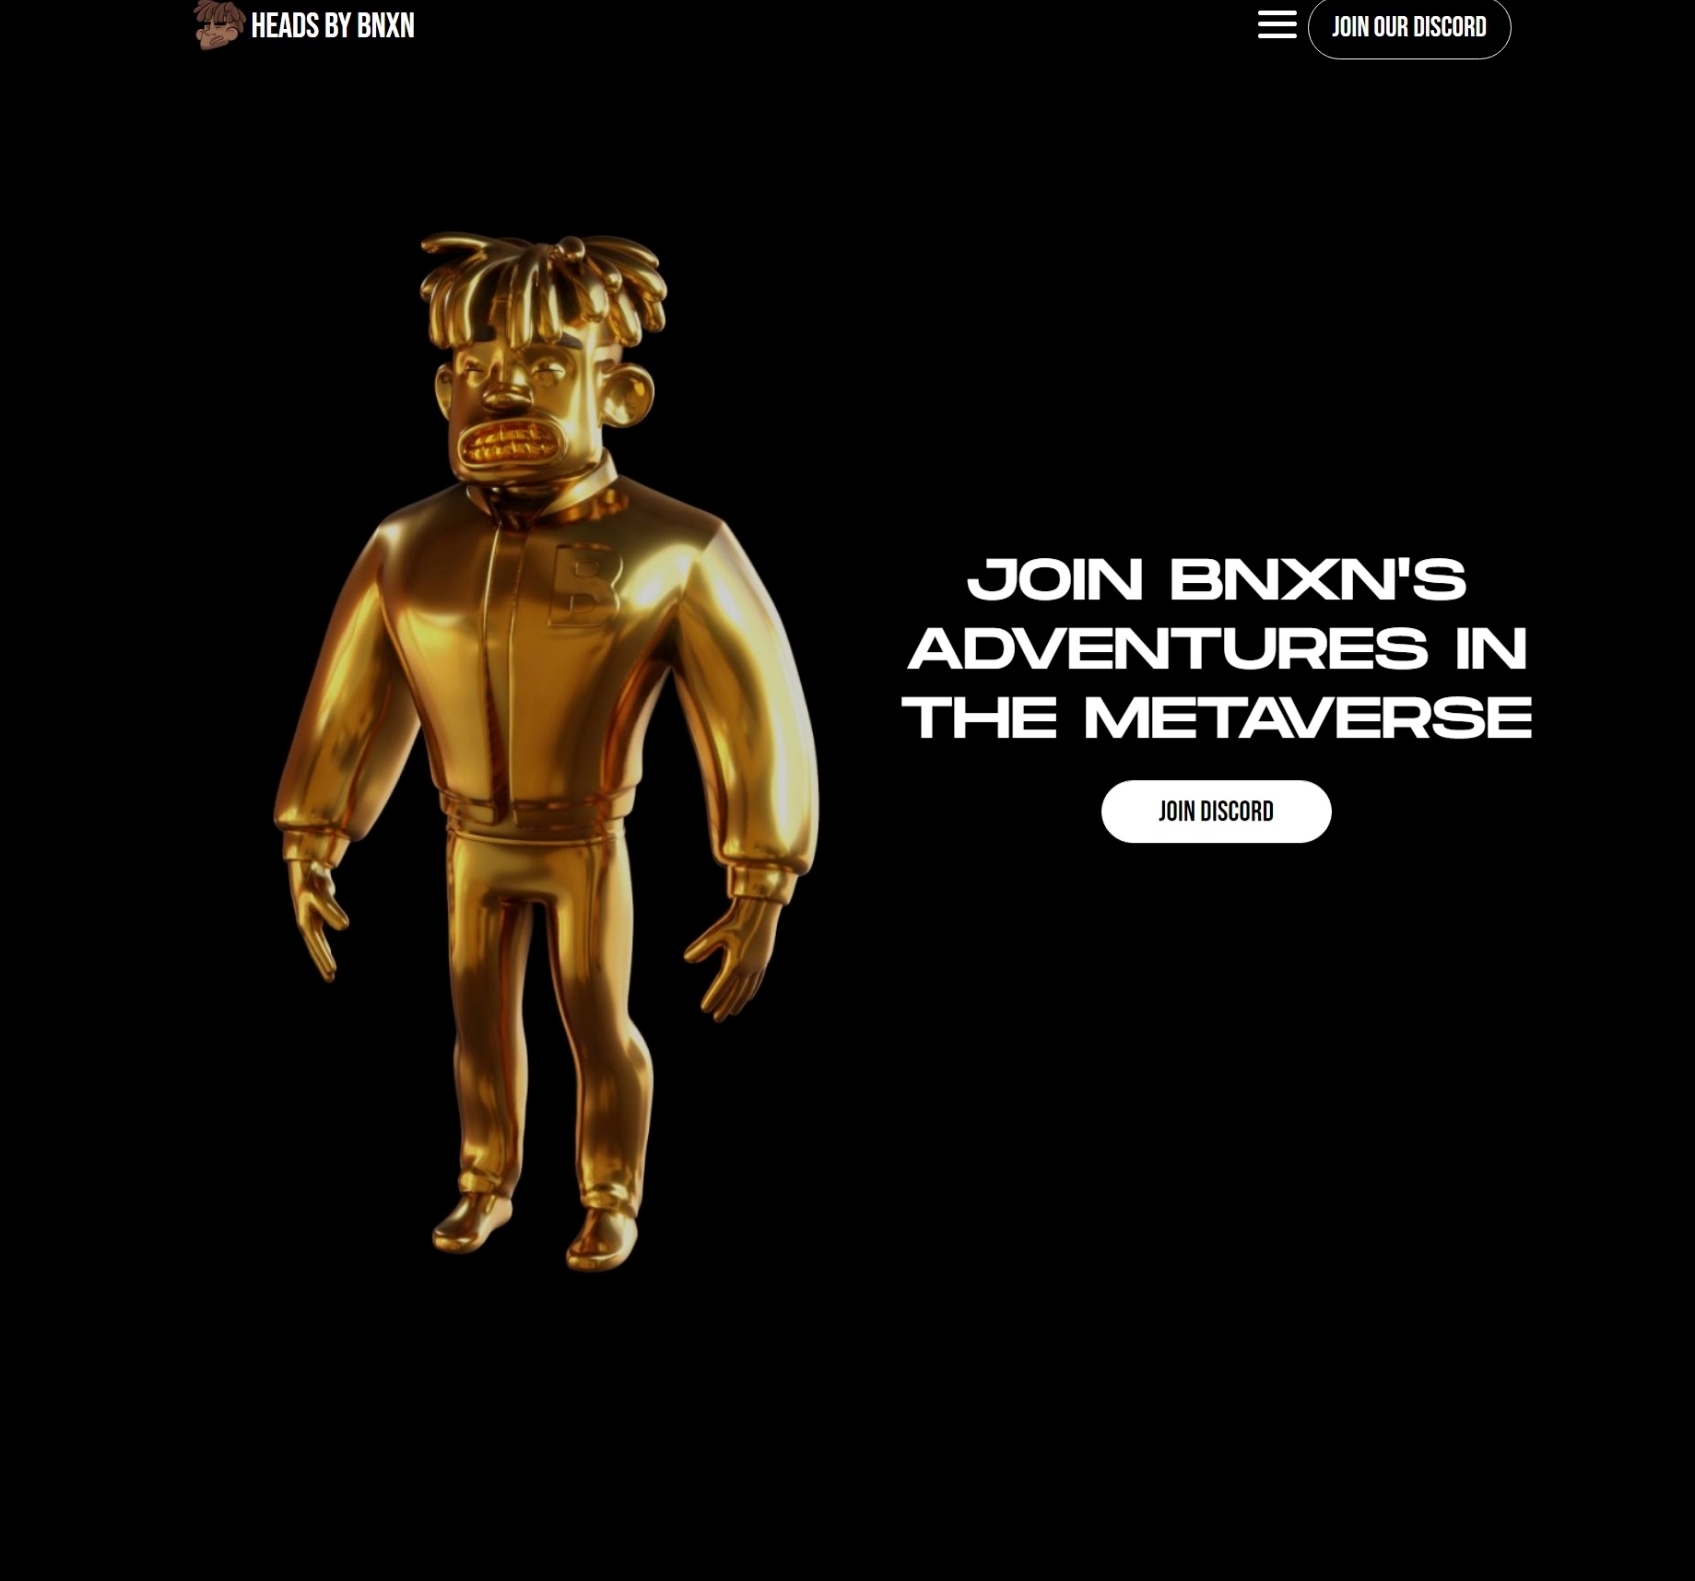 HEADS BY BNXN
JOIN OUR DISCORD
B
JOIN BNXN'S
ADVENTURES IN
THE METAVERSE
JOIN DISCORD